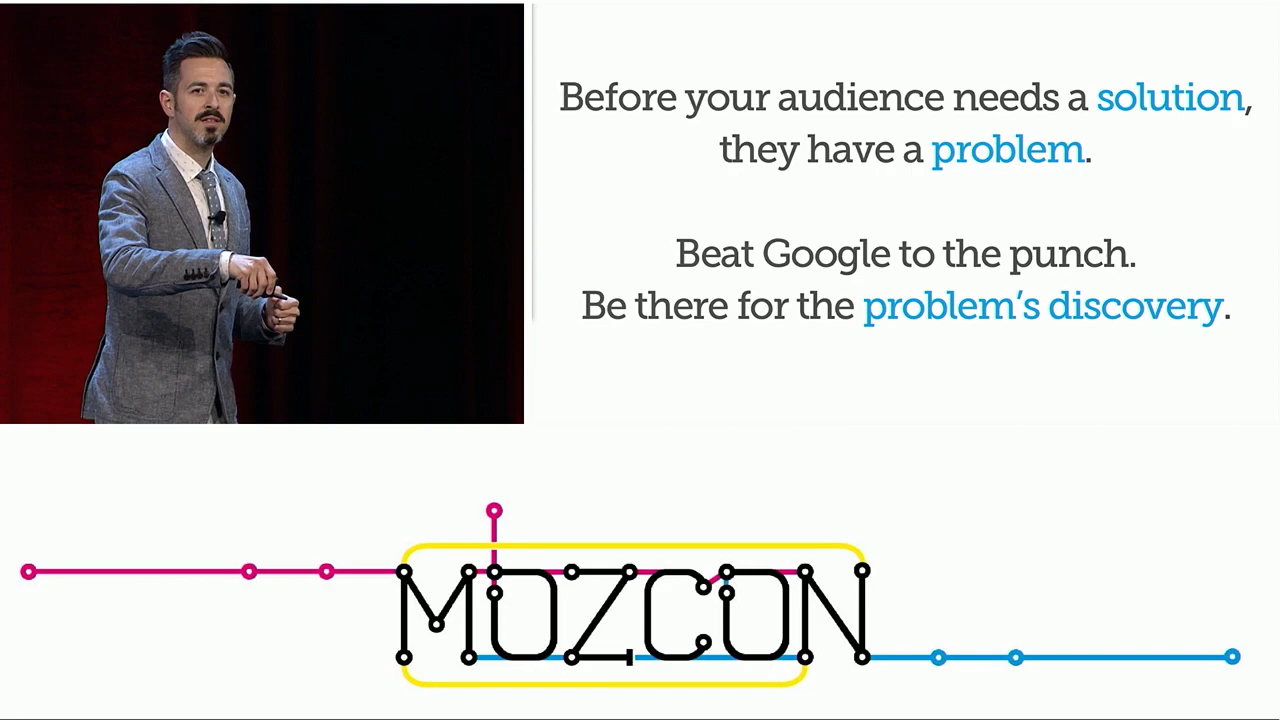 Before your audience needs a solution,
they have a problem.
Beat Google to the punch.
Be there for the problem’s discovery.
MOZCON